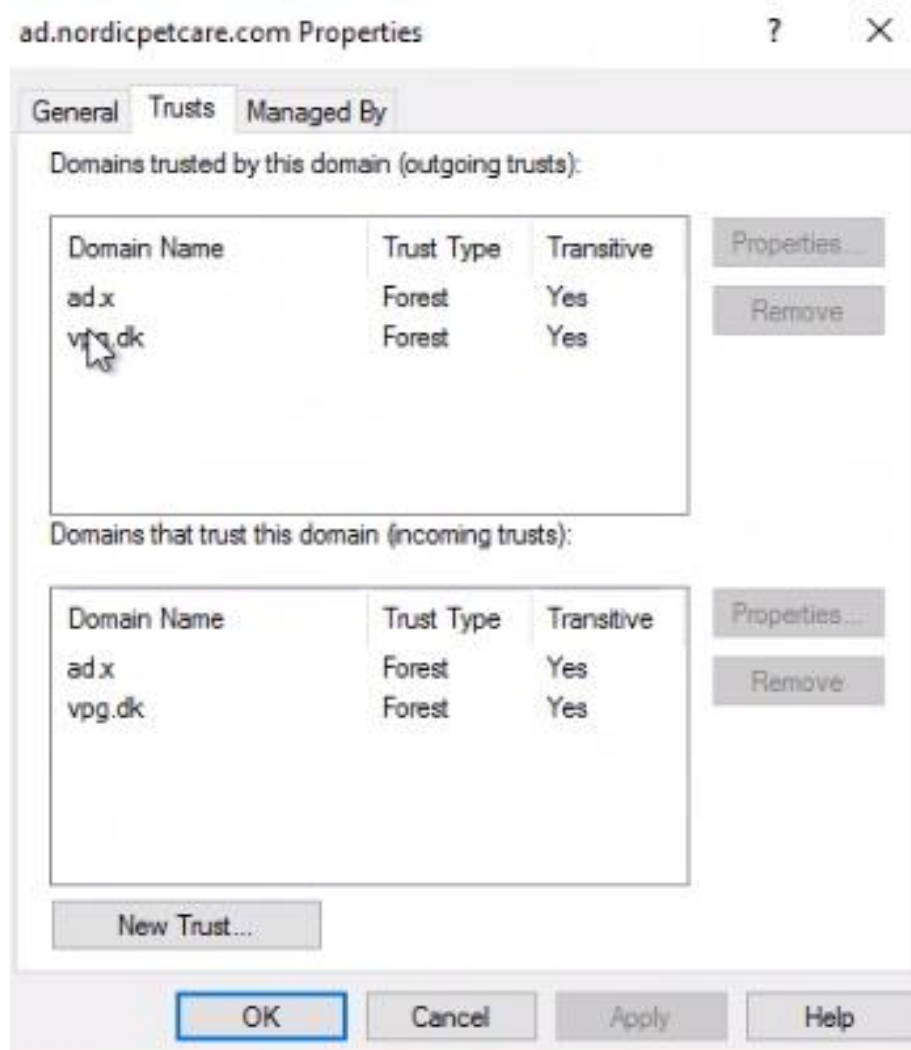 ad.nordicpetcare.com Properties ? X
General Trusts Managed By
Domains trusted by this domain (outgoing trusts):
Domain Name Trust Type Transitive Properties...
ad.x Forest Yes Remove
vpg.dk Forest Yes
Domains that trust this domain (incoming trusts):
Domain Name Trust Type Transitive Properties...
ad.x Forest Yes Remove
vpg.dk Forest Yes
New Trust...
OK Cancel Apply Help